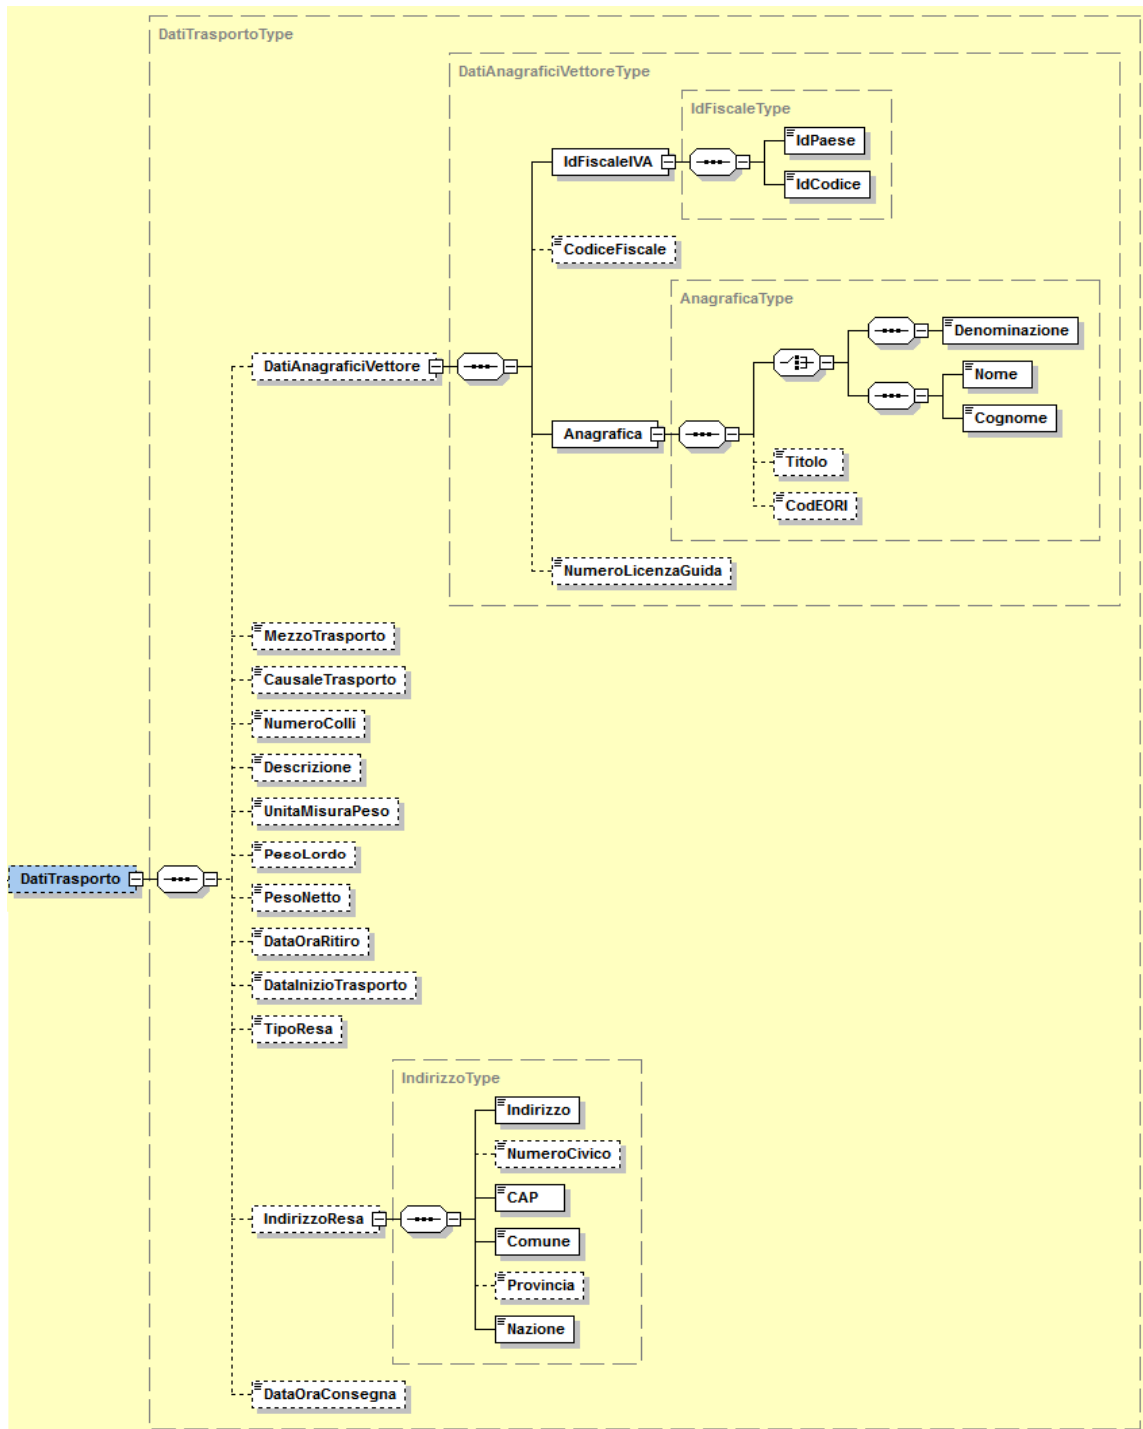 DatiTrasportoType
DatiAnagraficiVettoreType
IdFiscaleType
IdPaese
IdFiscaleIVA
IdCodice
CodiceFiscale
AnagraficaType
Denominazione
DatiAnagraficiVettore
Nome
Cognome
Anagrafica
Titolo
CodEORI
NumeroLicenzaGuida
MezzoTrasporto
CausaleTrasporto
NumeroColli
Descrizione
UnitaMisuraPeso
PesoLordo
DatiTrasporto
PesoNetto
DataOraRitiro
DataInizioTrasporto
TipoResa
IndirizzoType
Indirizzo
NumeroCivico
CAP
IndirizzoResa
Comune
Provincia
Nazione
DataOraConsegna